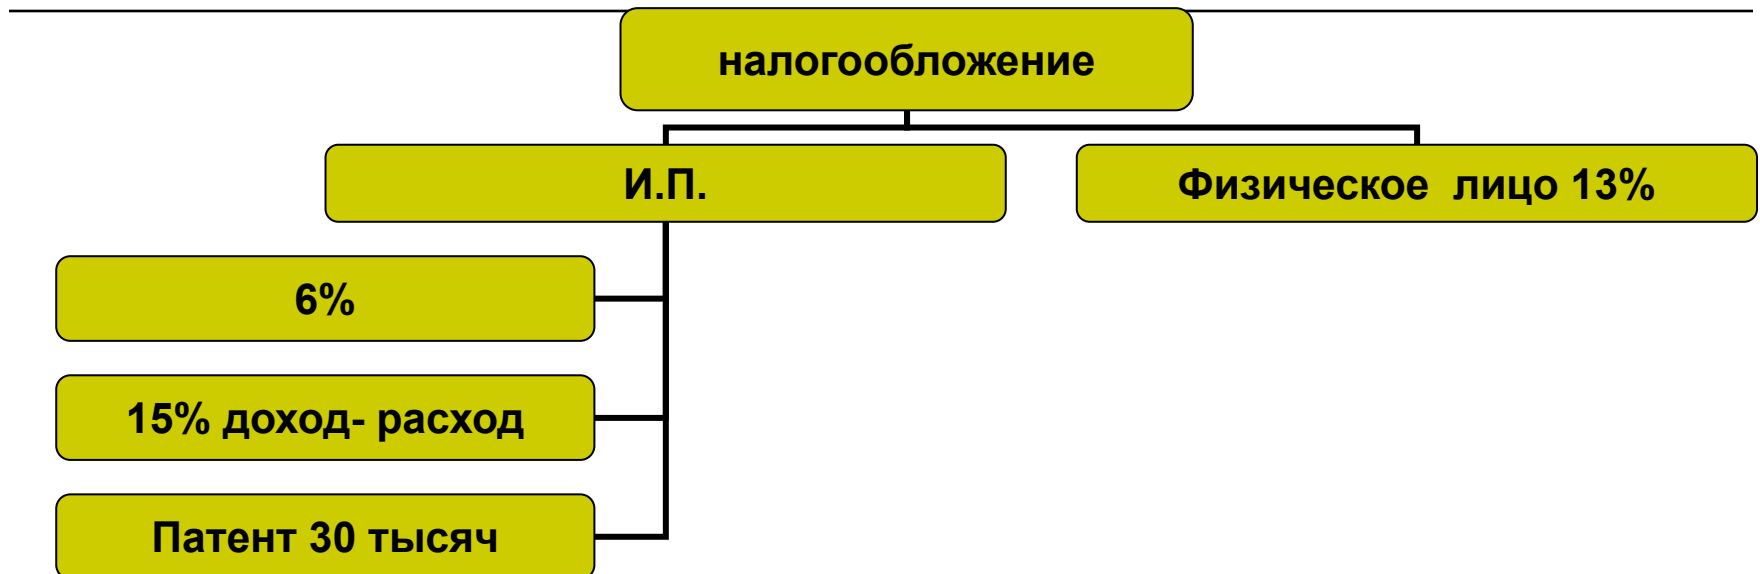 налогообложение
И.П.
Физическое лицо 13%
6%
15% доход- расход
Патент 30 тысяч